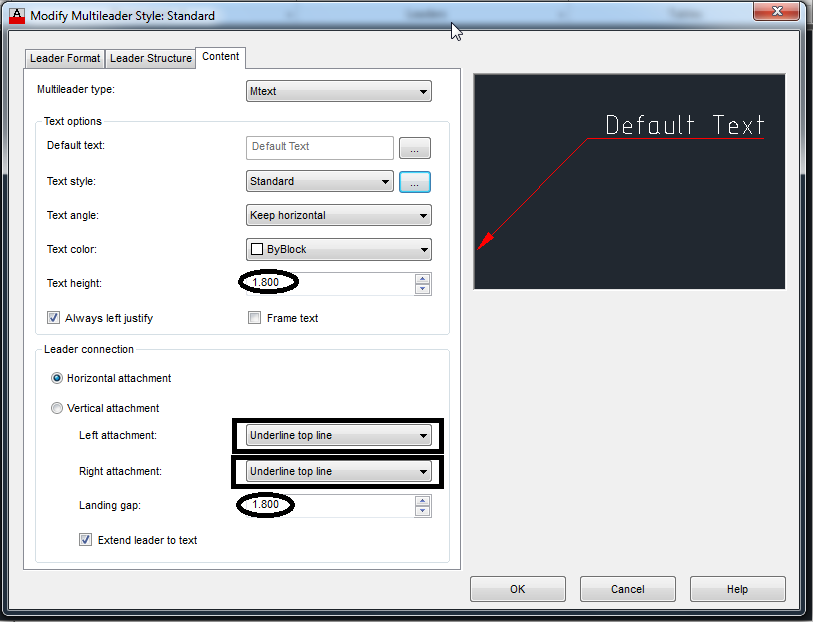 Modify Multileader Style: Standard
Leader Format Leader Structure Content
Multileader type: Mtext
Text options
Default text: Default Text ...
Text style: Standard ...
Text angle: Keep horizontal
Text color: ByBlock
Text height: 1.800
Always left justify Frame text
Leader connection
Horizontal attachment
Vertical attachment
Left attachment: Underline top line
Right attachment: Underline top line
Landing gap: 1.800
Extend leader to text
Default Text
OK Cancel Help